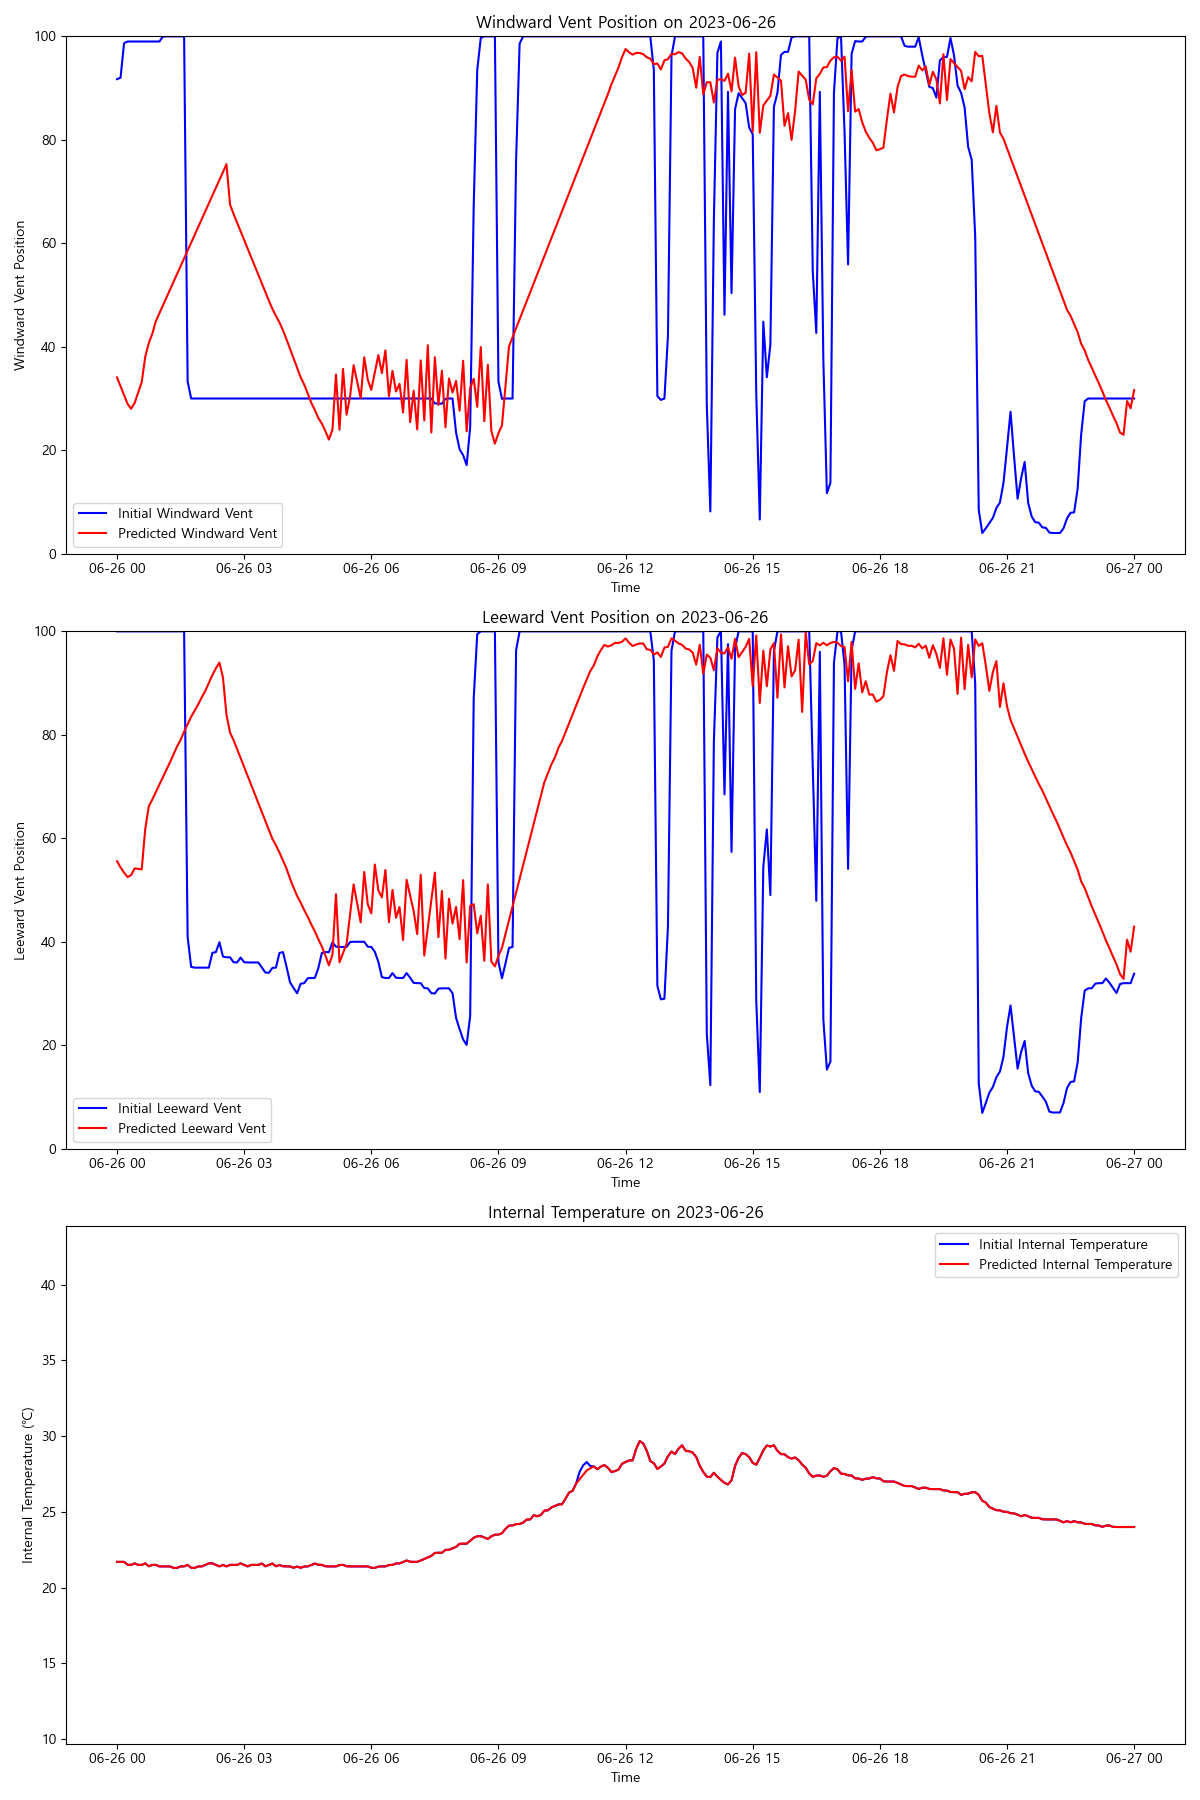 Windward Vent Position on 2023-06-26
100
80
60
40
20
0
Windward Vent Position
Initial Windward Vent
Predicted Windward Vent
06-26 00 06-26 03 06-26 06 06-26 09 06-26 12 06-26 15 06-26 18 06-26 21 06-27 00
Time
Leeward Vent Position on 2023-06-26
100
80
60
40
20
0
Leeward Vent Position
Initial Leeward Vent
Predicted Leeward Vent
06-26 00 06-26 03 06-26 06 06-26 09 06-26 12 06-26 15 06-26 18 06-26 21 06-27 00
Time
Internal Temperature on 2023-06-26
Initial Internal Temperature
Predicted Internal Temperature
40
35
30
25
20
15
10
Internal Temperature (℃)
06-26 00 06-26 03 06-26 06 06-26 09 06-26 12 06-26 15 06-26 18 06-26 21 06-27 00
Time